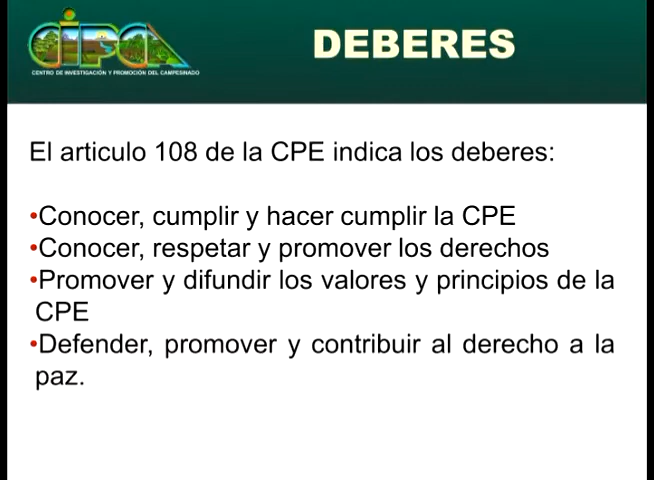 CIPCA
CENTRO DE INVESTIGACIÓN Y PROMOCIÓN DEL CAMPESINADO
DEBERES
El articulo 108 de la CPE indica los deberes:
•Conocer, cumplir y hacer cumplir la CPE
•Conocer, respetar y promover los derechos
•Promover y difundir los valores y principios de la
CPE
•Defender, promover y contribuir al derecho a la
paz.